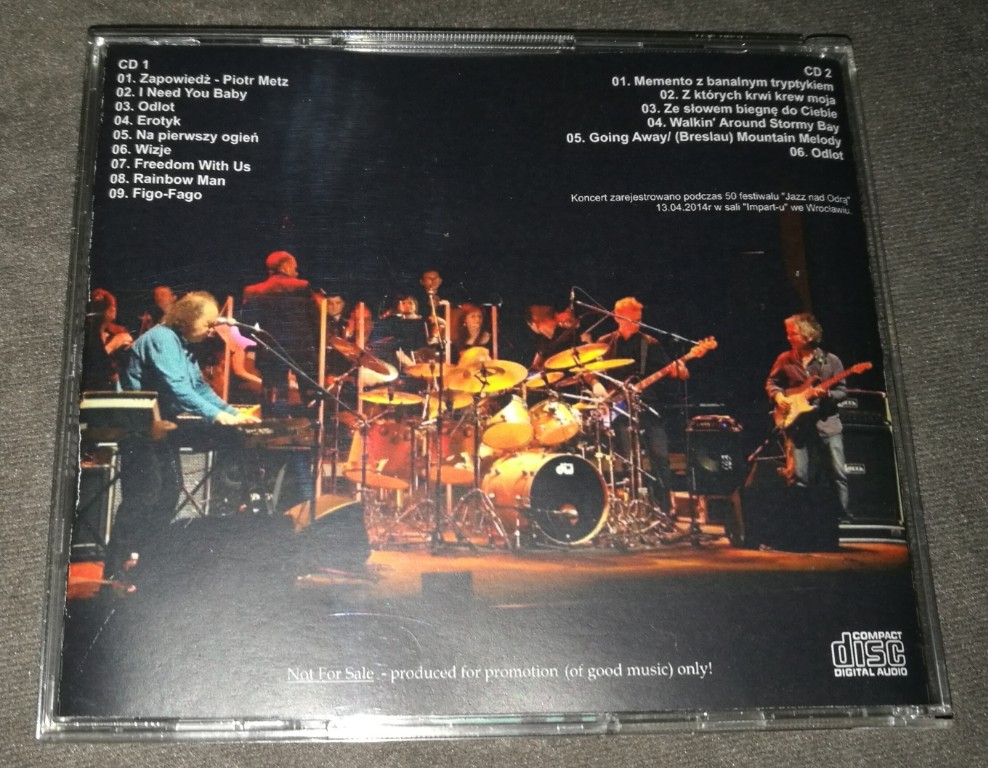 CD 1
01. Zapowiedż - Piotr Metz
02. I Need You Baby
03. Odlot
04. Erotyk
05. Na pierwszy ogień
06. Wizje
07. Freedom With Us
08. Rainbow Man
09. Figo-Fago
CD 2
01. Memento z banalnym tryptykiem
02. Z których krwi krew moja
03. Ze słowem biegnę do Ciebie
04. Walkin' Around Stormy Bay
05. Going Away/ (Breslau) Mountain Melody
06. Odlot
Koncert zarejestrowano podczas 50 festiwalu "Jazz nad Odrą"
13.04.2014r w sali "Impart-u" we Wrocławiu.
Not For Sale - produced for promotion (of good music) only!
COMPACT
disc
DIGITAL AUDIO